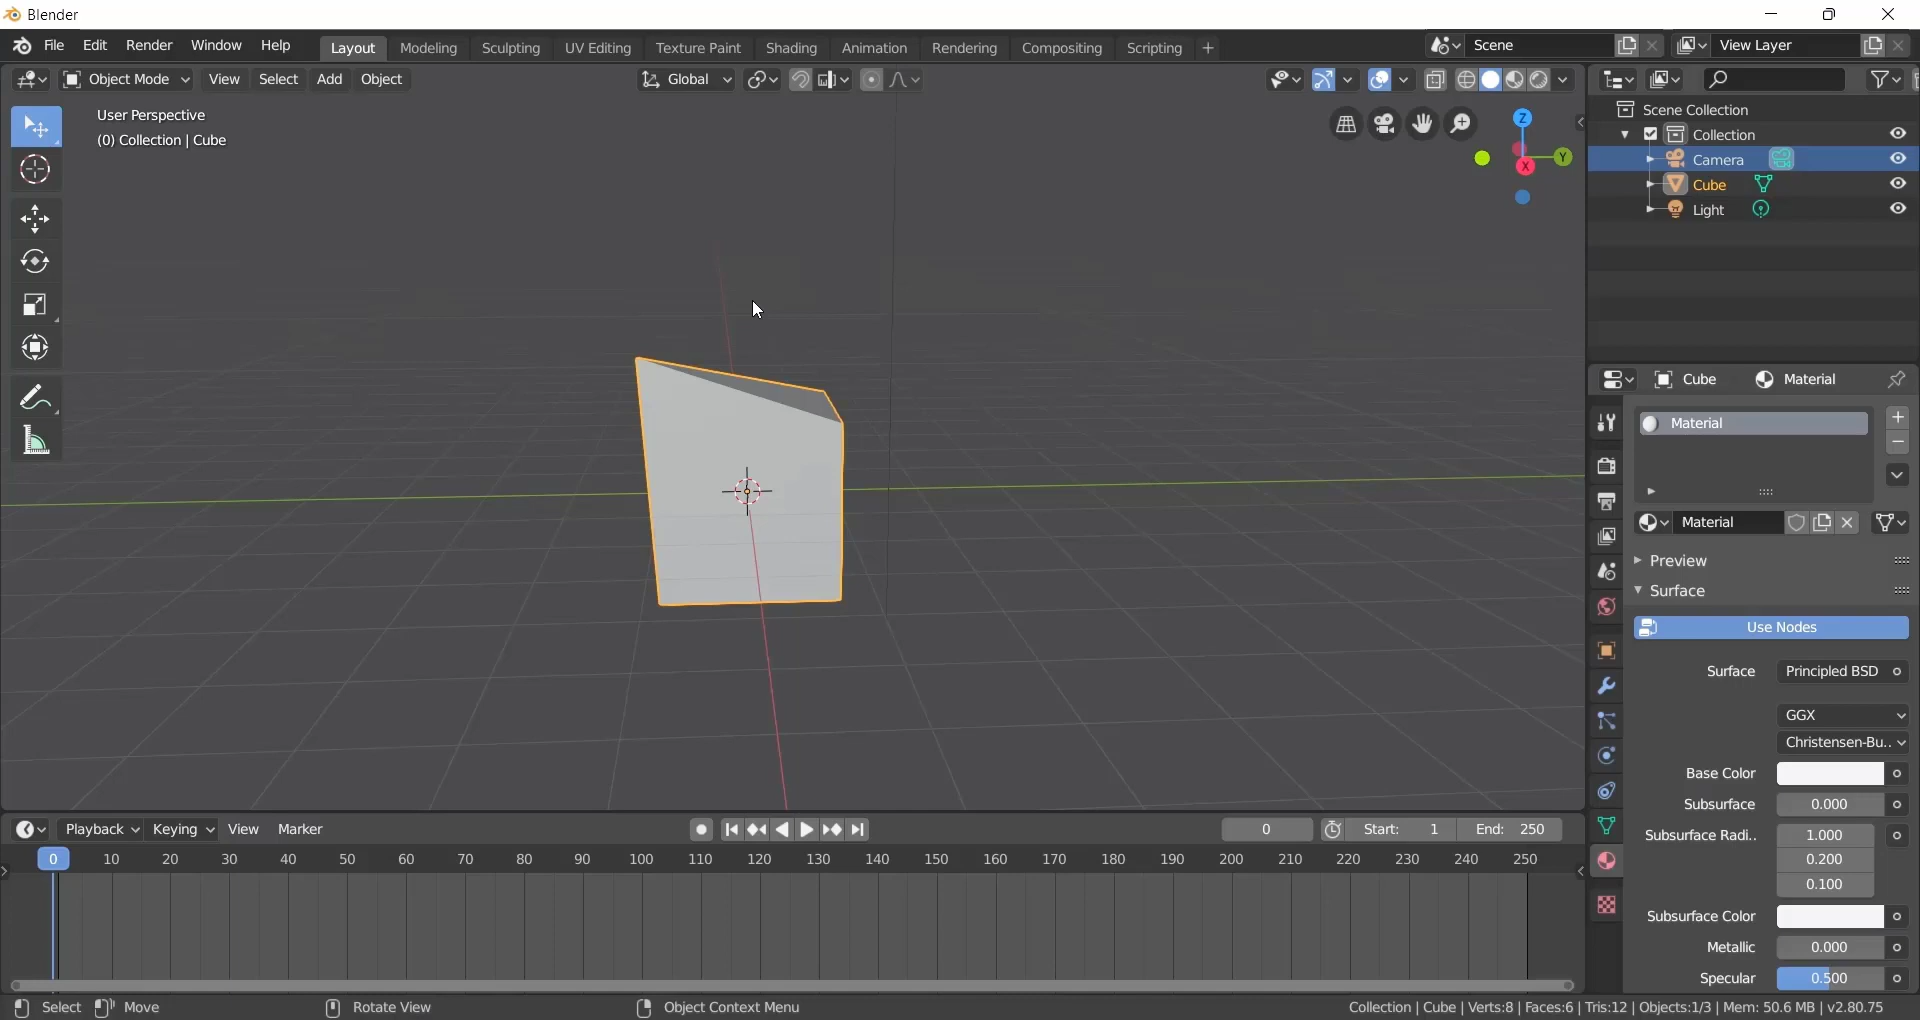 Blender
File Edit Render Window Help Layout Modeling Sculpting UV Editing Texture Paint Shading Animation Rendering Compositing Scripting + Scene View Layer
Object Mode View Select Add Object Global
User Perspective
(0) Collection | Cube
Z
Y
X
Scene Collection
Collection
Camera
Cube
Light
Cube Material
Material
Material
Preview
Surface
Use Nodes
Surface Principled BSD
GGX
Christensen-Bu..
Base Color
Subsurface 0.000
Subsurface Radi.. 1.000
0.200
0.100
Subsurface Color
Metallic 0.000
Specular 0.500
Playback Keying View Marker 0 Start: 1 End: 250
0 10 20 30 40 50 60 70 80 90 100 110 120 130 140 150 160 170 180 190 200 210 220 230 240 250
Select Move Rotate View Object Context Menu Collection | Cube | Verts:8 | Faces:6 | Tris:12 | Objects:1/3 | Mem: 50.6 MB | v2.80.75